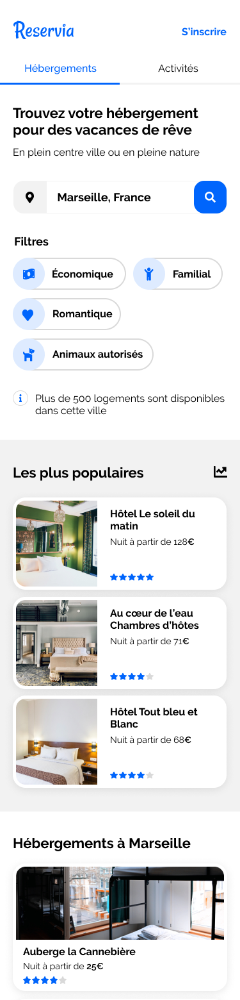 Reservia
S'inscrire
Hébergements
Activités
Trouvez votre hébergement
pour des vacances de rêve
En plein centre ville ou en pleine nature
Marseille, France
Filtres
Économique
Familial
Romantique
Animaux autorisés
Plus de 500 logements sont disponibles
dans cette ville
Les plus populaires
Hôtel Le soleil du
matin
Nuit à partir de 128€
Au cœur de l'eau
Chambres d'hôtes
Nuit à partir de 71€
Hôtel Tout bleu et
Blanc
Nuit à partir de 68€
Hébergements à Marseille
Auberge la Cannebière
Nuit à partir de 25€